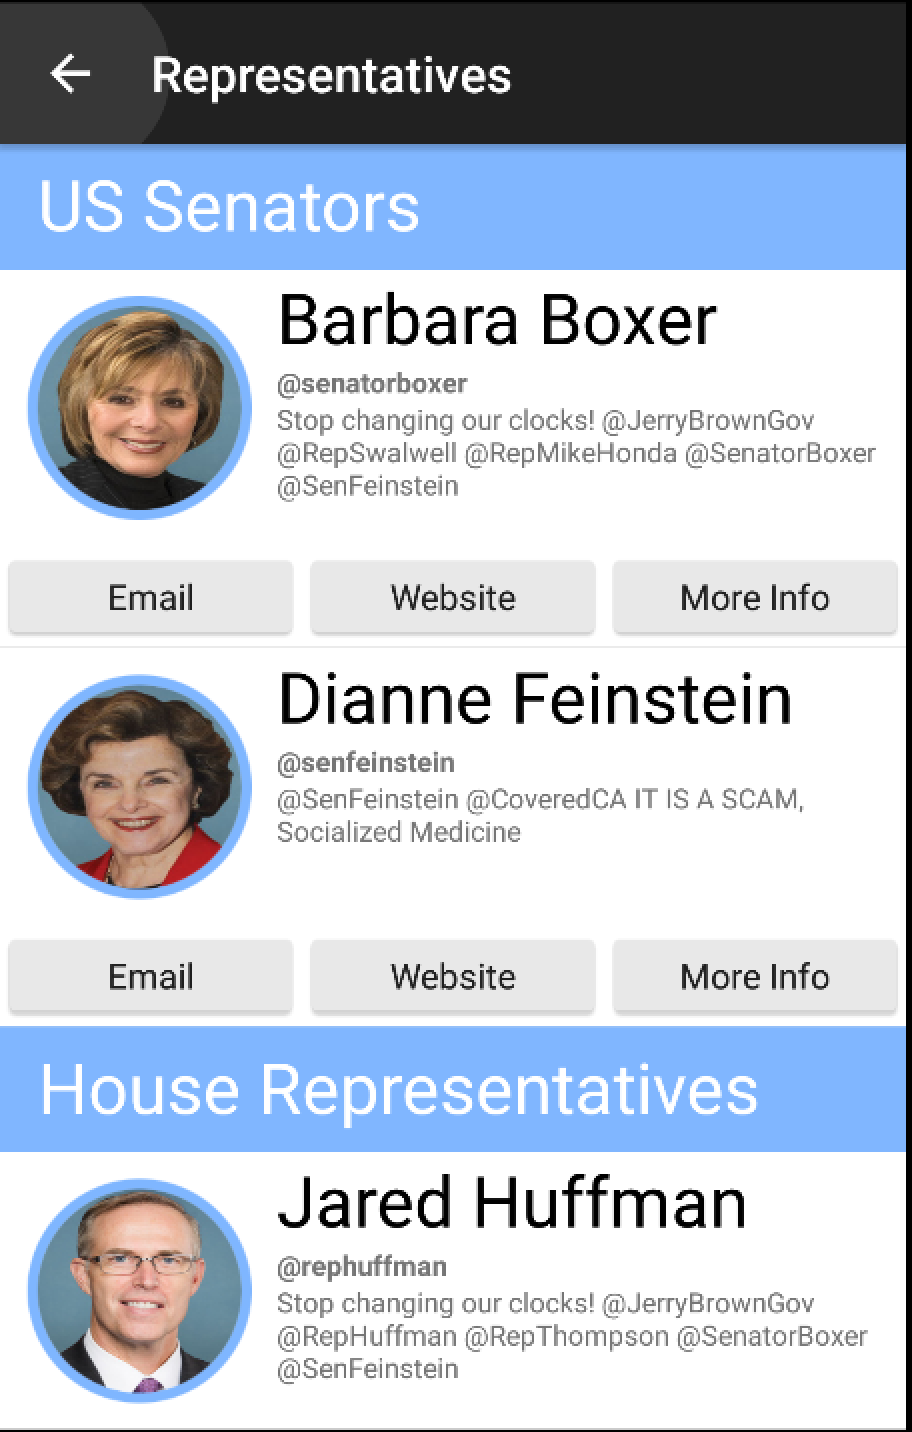 Representatives
US Senators
Barbara Boxer
@senatorboxer
Stop changing our clocks! @JerryBrownGov
@RepSwalwell @RepMikeHonda @SenatorBoxer
@SenFeinstein
Email Website More Info
Dianne Feinstein
@senfeinstein
@SenFeinstein @CoveredCA IT IS A SCAM,
Socialized Medicine
Email Website More Info
House Representatives
Jared Huffman
@rephuffman
Stop changing our clocks! @JerryBrownGov
@RepHuffman @RepThompson @SenatorBoxer
@SenFeinstein